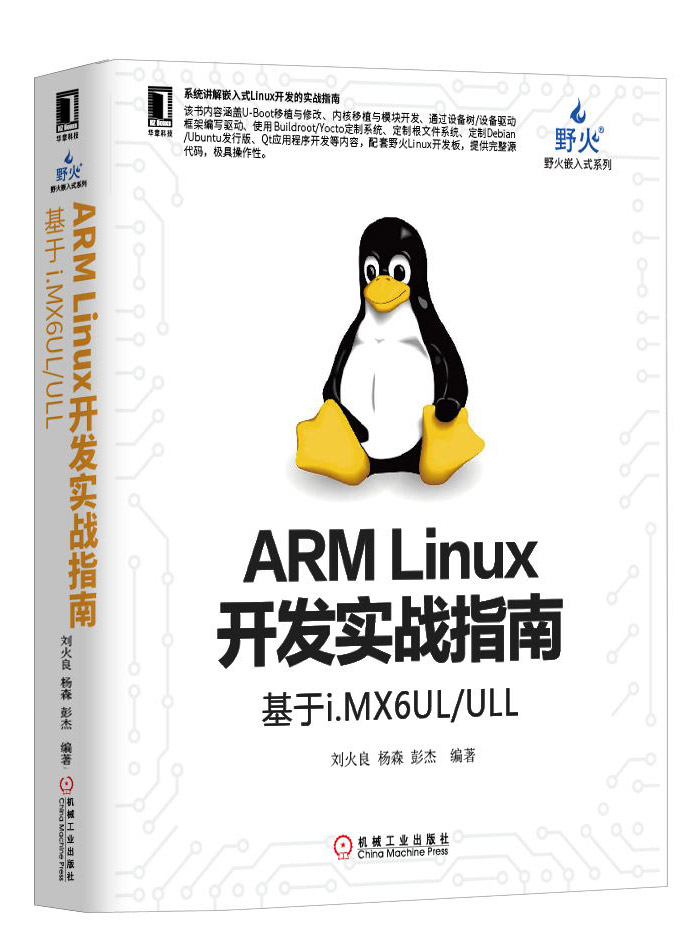 华章科技
野火
野火嵌入式系列
ARM Linux开发实战指南
基于i.MX6UL/ULL
刘火良 杨森 彭杰 编著
机械工业出版社
China Machine Press
系统讲解嵌入式Linux开发的实战指南
该书内容涵盖U-Boot移植与修改、内核移植与模块开发、通过设备树/设备驱动
框架编写驱动、使用Buildroot/Yocto定制系统、定制根文件系统、定制Debian
/Ubuntu发行版、Qt应用程序开发等内容，配套野火Linux开发板，提供完整源
代码，极具操作性。
华章科技
野火®
野火嵌入式系列
ARM Linux
开发实战指南
基于i.MX6UL/ULL
刘火良 杨森 彭杰 编著
机械工业出版社
China Machine Press